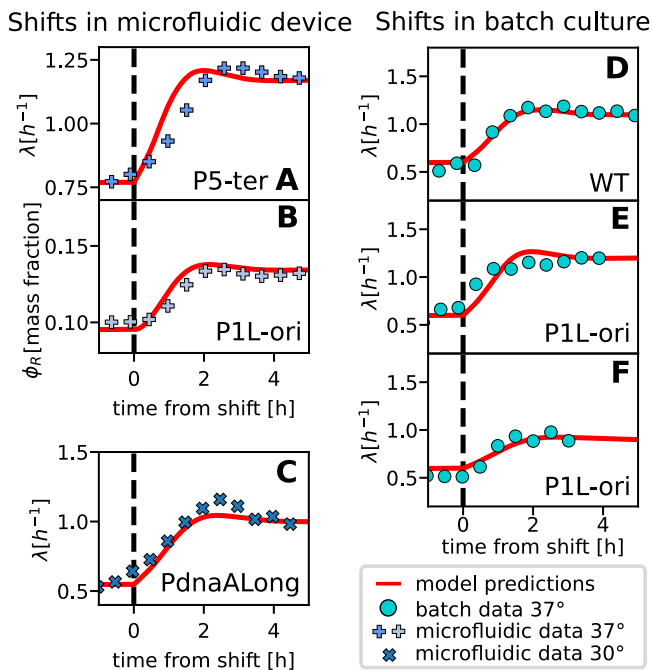 Shifts in microfluidic device
Shifts in batch culture
1.25
1.00
0.75
λ[h⁻¹]
P5-ter A
B
0.15
0.10
ϕR [mass fraction]
P1L-ori
0 2 4
time from shift [h]
C
1.5
1.0
0.5
λ[h⁻¹]
PdnaALong
0 2 4
time from shift [h]
D
1.5
1.0
0.5
λ[h⁻¹]
WT
E
1.5
1.0
0.5
λ[h⁻¹]
P1L-ori
F
1.5
1.0
0.5
λ[h⁻¹]
P1L-ori
0 2 4
time from shift [h]
model predictions
batch data 37°
microfluidic data 37°
microfluidic data 30°